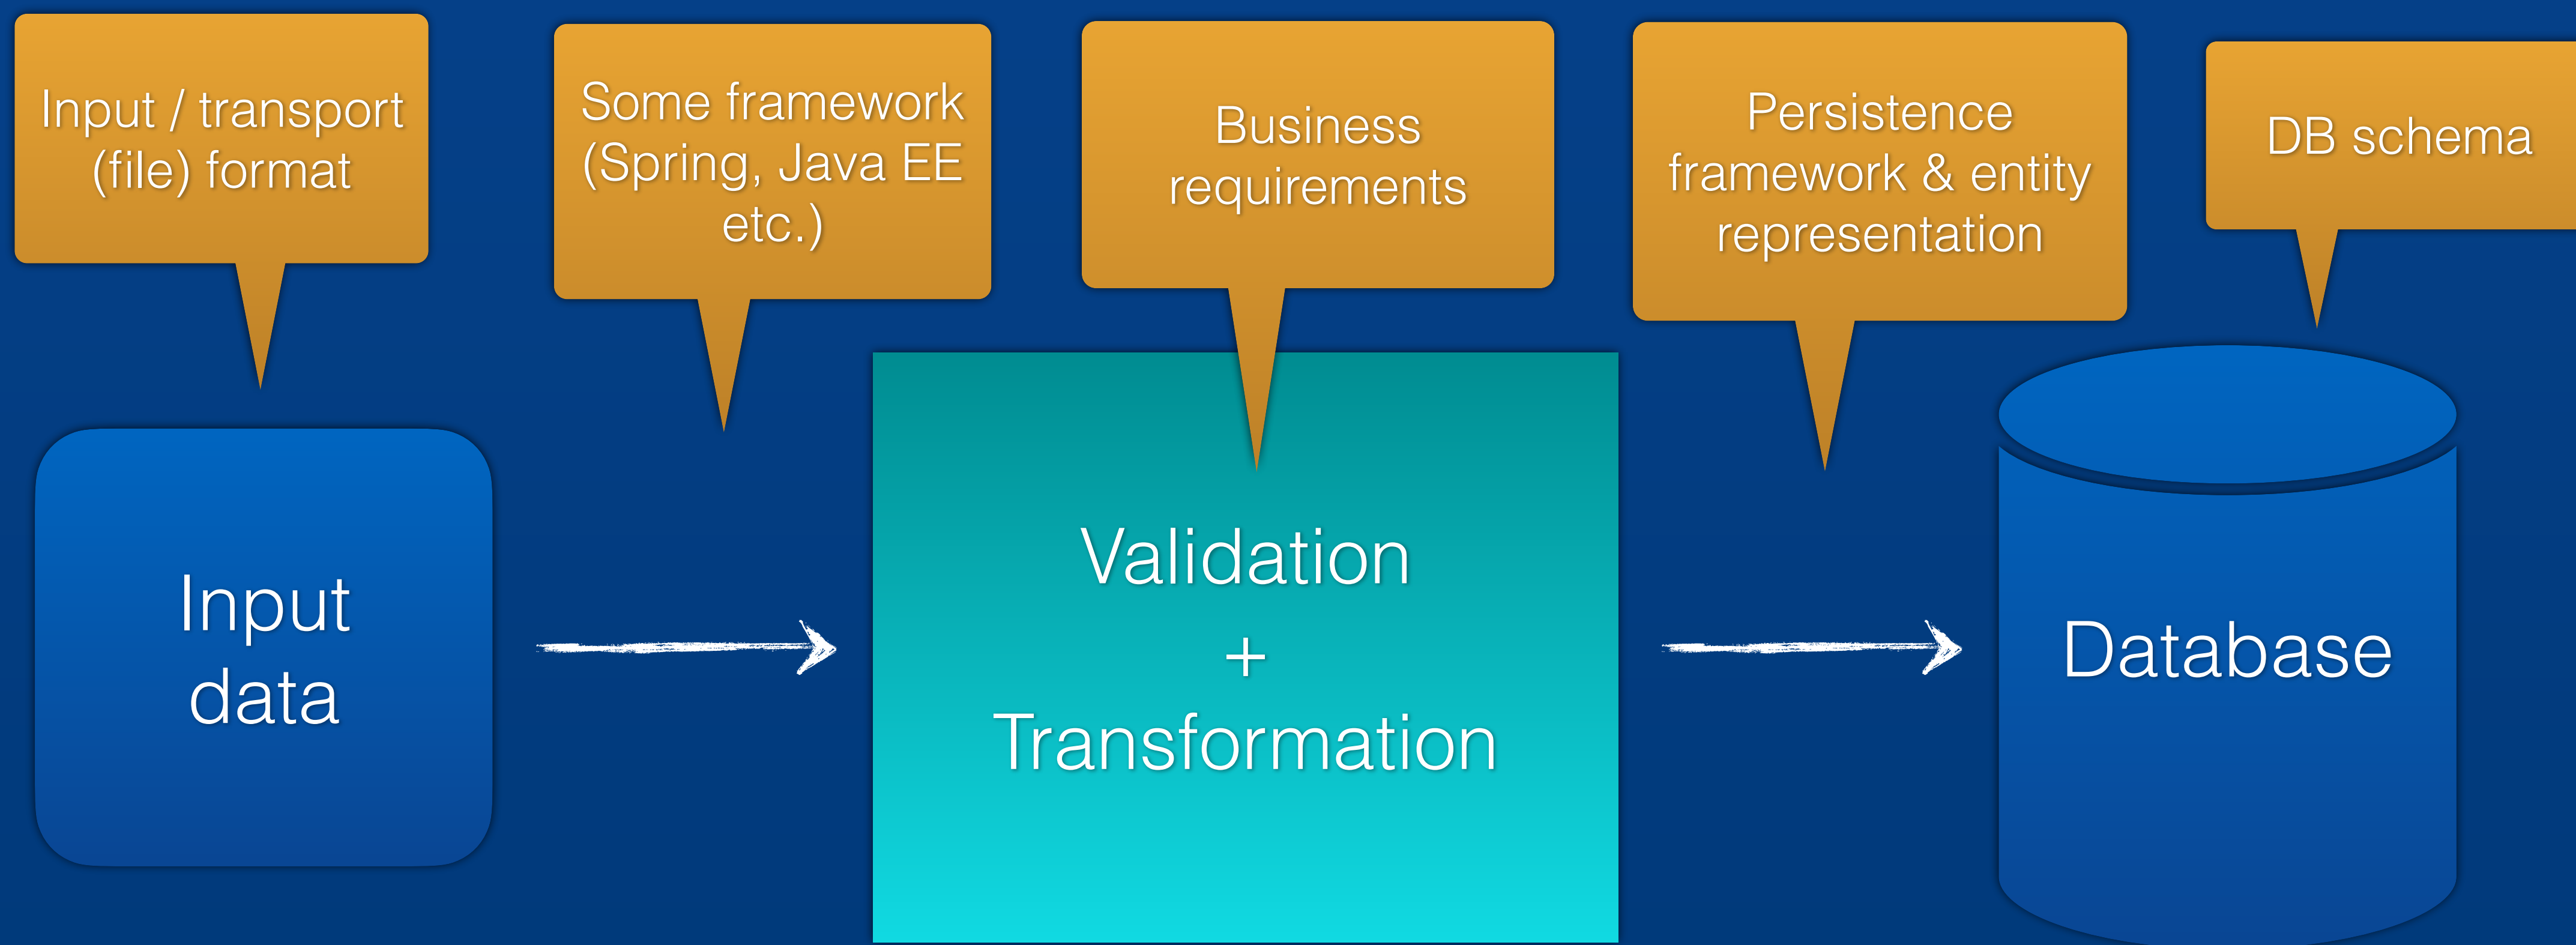 Input / transport
(file) format
Some framework
(Spring, Java EE
etc.)
Business
requirements
Persistence
framework & entity
representation
DB schema
Input
data
Validation
+
Transformation
Database